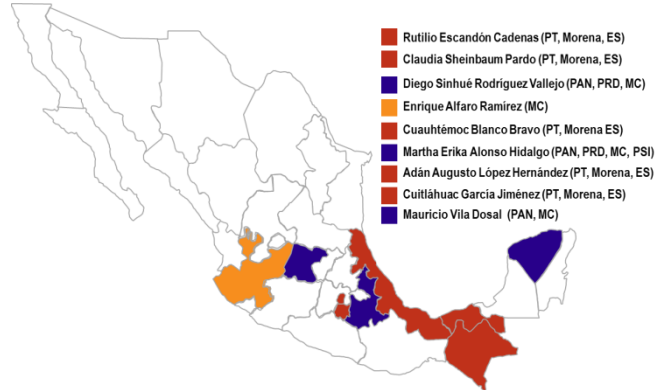 Rutilio Escandón Cadenas (PT, Morena, ES)
Claudia Sheinbaum Pardo (PT, Morena, ES)
Diego Sinhué Rodríguez Vallejo (PAN, PRD, MC)
Enrique Alfaro Ramírez (MC)
Cuauhtémoc Blanco Bravo (PT, Morena ES)
Martha Erika Alonso Hidalgo (PAN, PRD, MC, PSI)
Adán Augusto López Hernández (PT, Morena, ES)
Cuitláhuac García Jiménez (PT, Morena, ES)
Mauricio Vila Dosal (PAN, MC)